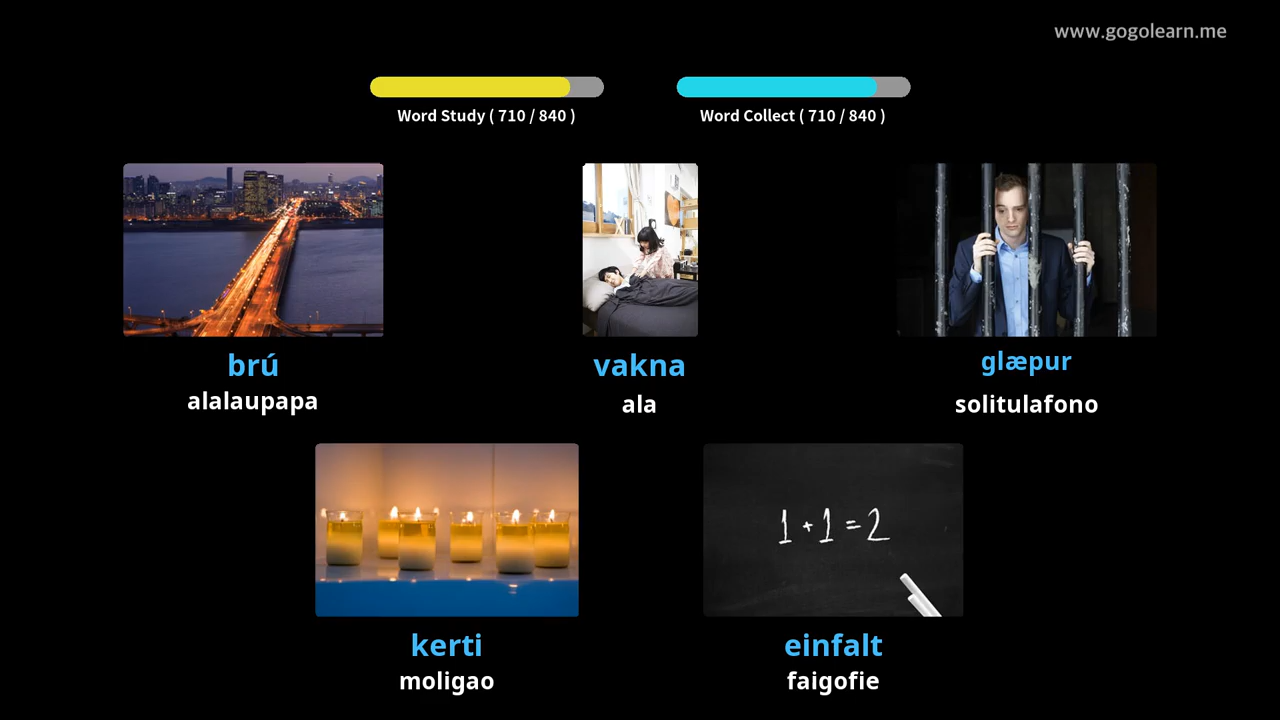 www.gogolearn.me
Word Study ( 710 / 840 )
Word Collect ( 710 / 840 )
brú
alalaupapa
vakna
ala
glæpur
solitulafono
1 + 1 = 2
kerti
moligao
einfalt
faigofie